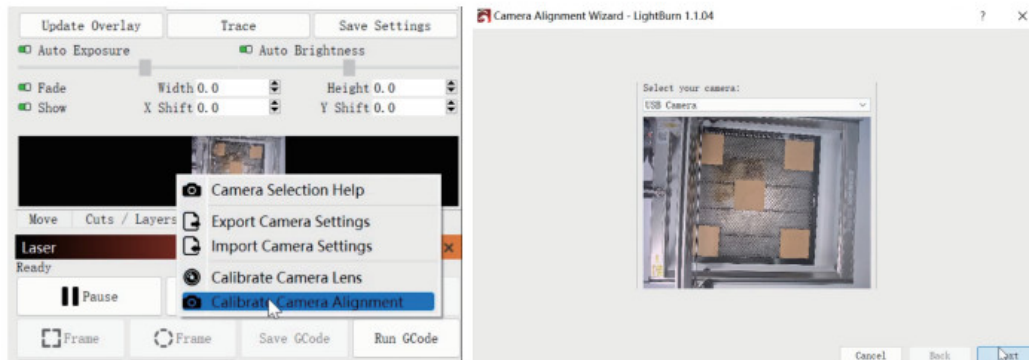 Update Overlay Trace Save Settings
Auto Exposure Auto Brightness
Fade Width 0.0 Height 0.0
Show X Shift 0.0 Y Shift 0.0
Camera Selection Help
Export Camera Settings
Import Camera Settings
Calibrate Camera Lens
Calibrate Camera Alignment
Move Cuts / Layers
Laser
Ready
Pause
Frame Frame Save GCode Run GCode
Camera Alignment Wizard - LightBurn 1.1.04
Select your camera:
USB Camera
Cancel Back